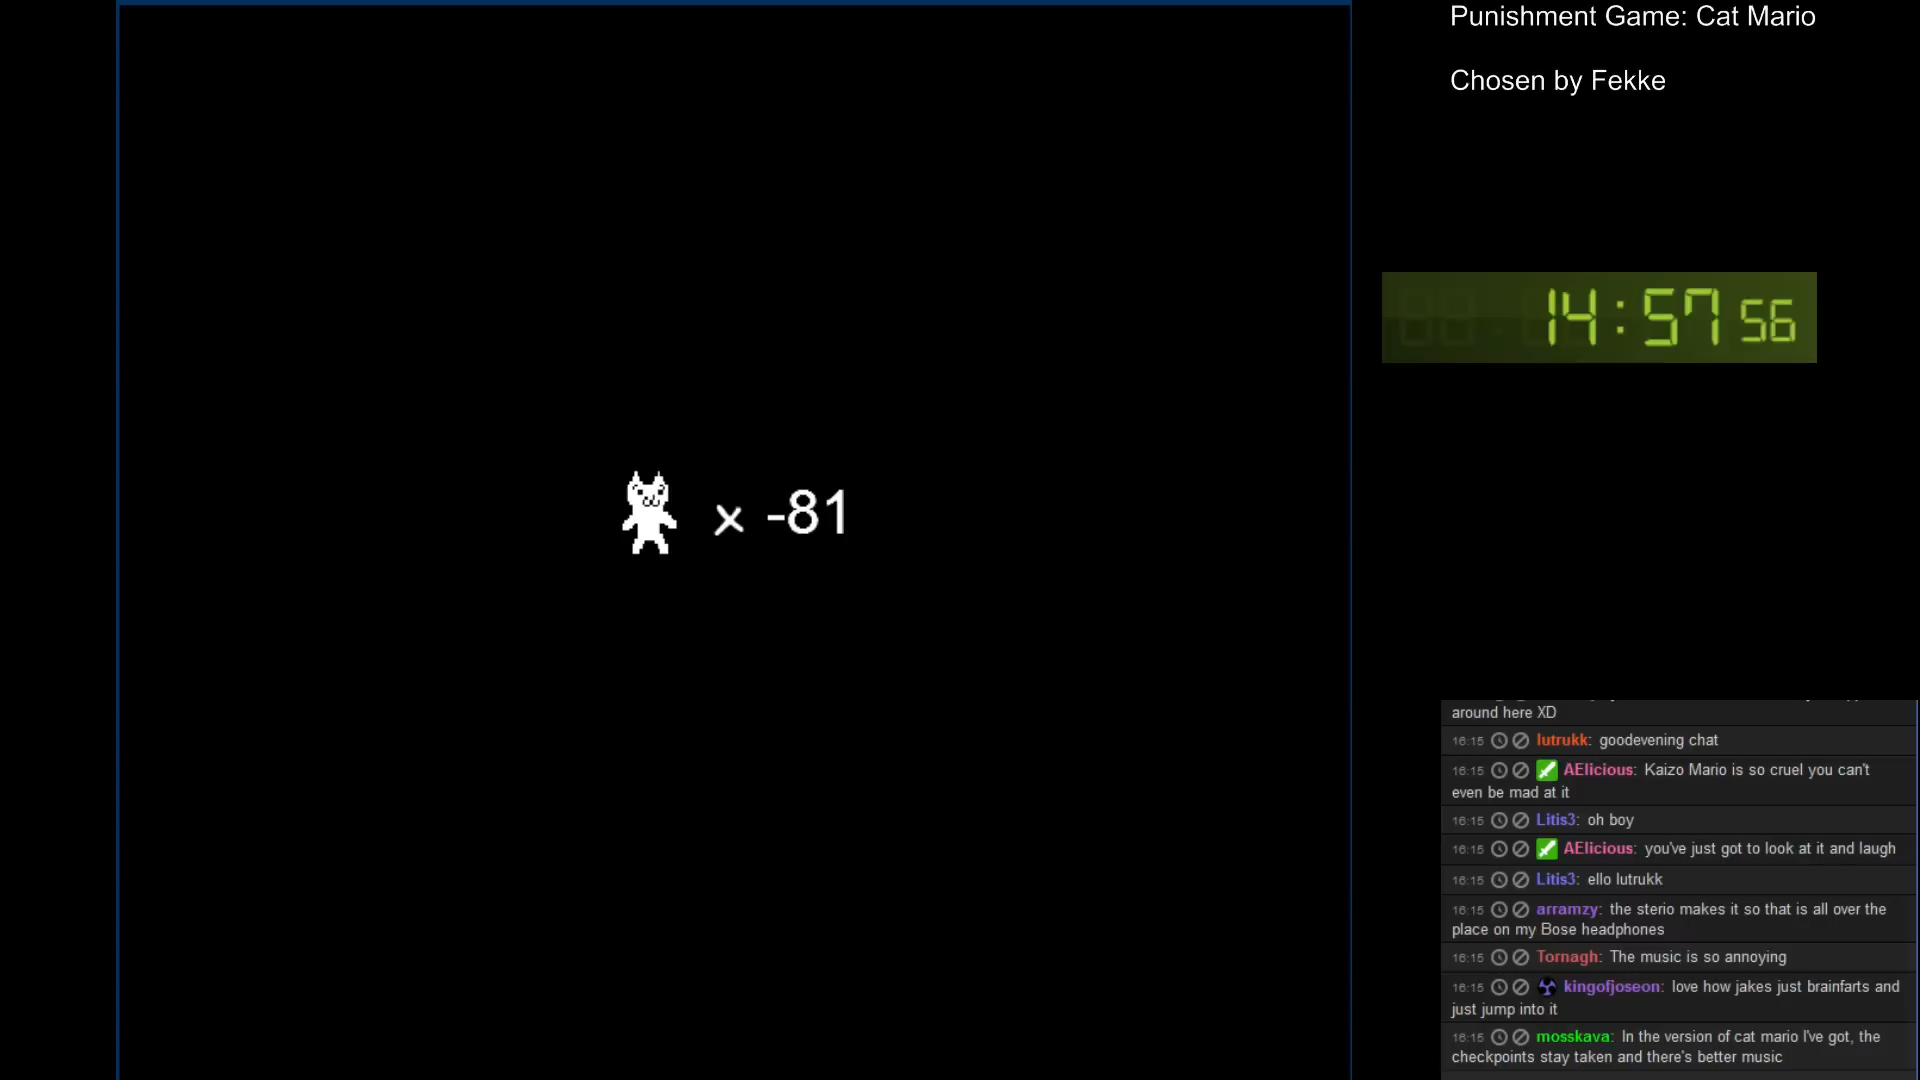 Punishment Game: Cat Mario
Chosen by Fekke
14:57 56
x -81
around here XD
16:15 lutrukk: goodevening chat
16:15 AElicious: Kaizo Mario is so cruel you can't
even be mad at it
16:15 Litis3: oh boy
16:15 AElicious: you've just got to look at it and laugh
16:15 Litis3: ello lutrukk
16:15 arramzy: the sterio makes it so that is all over the
place on my Bose headphones
16:15 Tornagh: The music is so annoying
16:15 kingofjoseon: love how jakes just brainfarts and
just jump into it
16:15 mosskava: In the version of cat mario I've got, the
checkpoints stay taken and there's better music